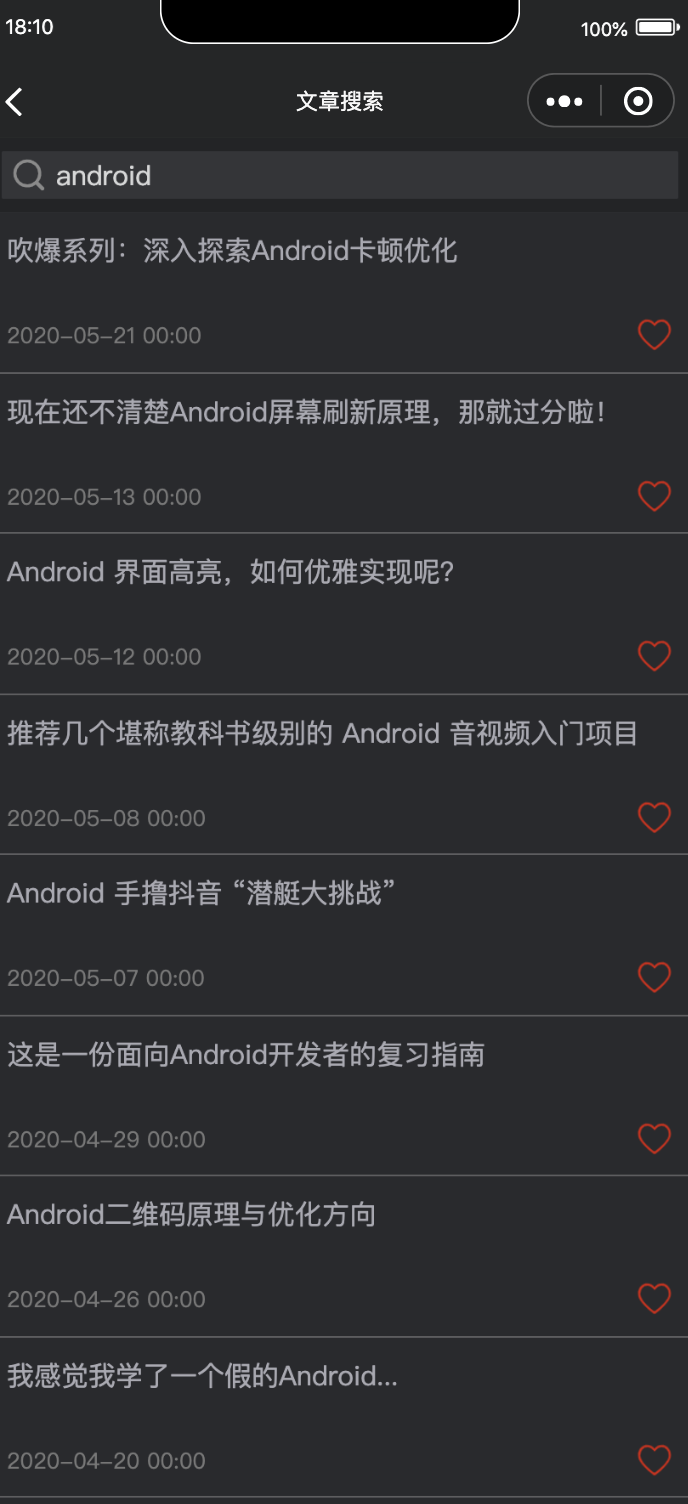 18:10
100%
文章搜索
android
吹爆系列：深入探索Android卡顿优化
2020-05-21 00:00
现在还不清楚Android屏幕刷新原理，那就过分啦！
2020-05-13 00:00
Android 界面高亮，如何优雅实现呢？
2020-05-12 00:00
推荐几个堪称教科书级别的 Android 音视频入门项目
2020-05-08 00:00
Android 手撸抖音 “潜艇大挑战”
2020-05-07 00:00
这是一份面向Android开发者的复习指南
2020-04-29 00:00
Android二维码原理与优化方向
2020-04-26 00:00
我感觉我学了一个假的Android...
2020-04-20 00:00